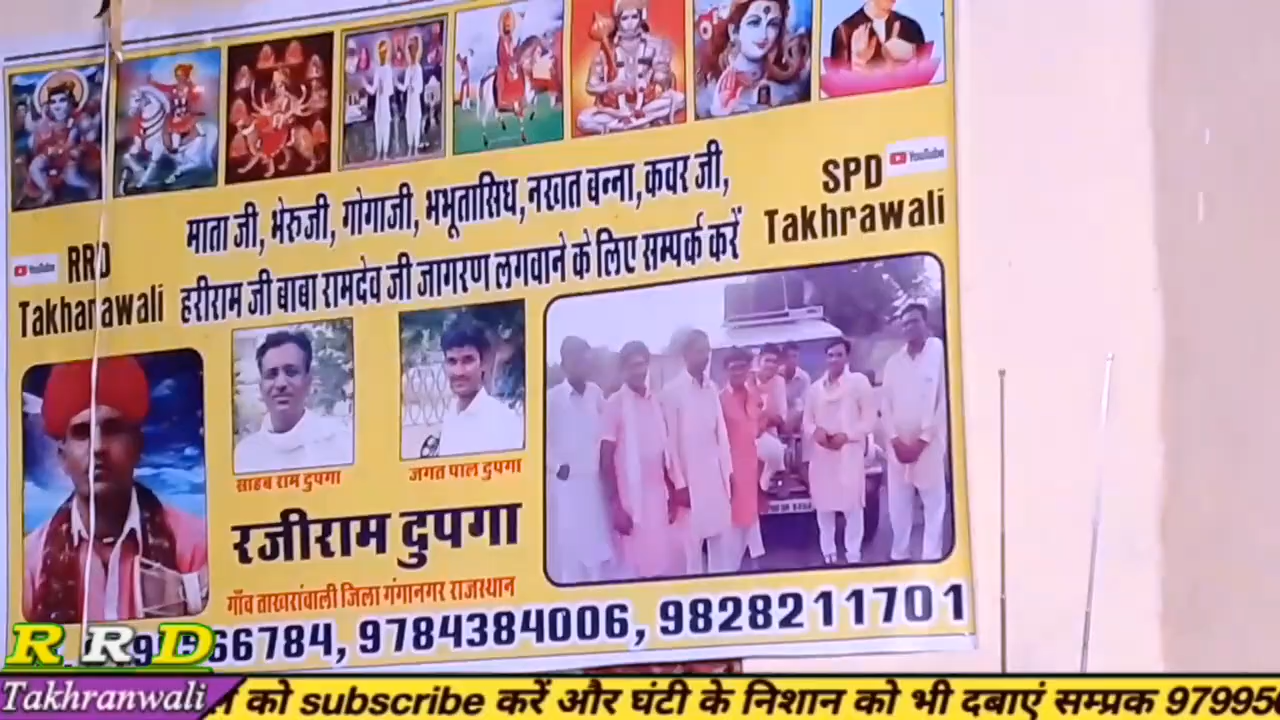 माता जी, भेरुजी, गोगाजी, भभूतासिध, नखत बन्ना, कवर जी,
हरीराम जी बाबा रामदेव जी जागरण लगवाने के लिए सम्पर्क करें
YouTube
RRD
Takharawali
YouTube
SPD
Takhrawali
साहब राम दुपगा
जगत पाल दुपगा
रजीराम दुपगा
गाँव ताखरांवाली जिला गंगानगर राजस्थान
66784, 9784384006, 9828211701
RRD
Takhranwali
को subscribe करें और घंटी के निशान को भी दबाएं सम्प्रक 97995